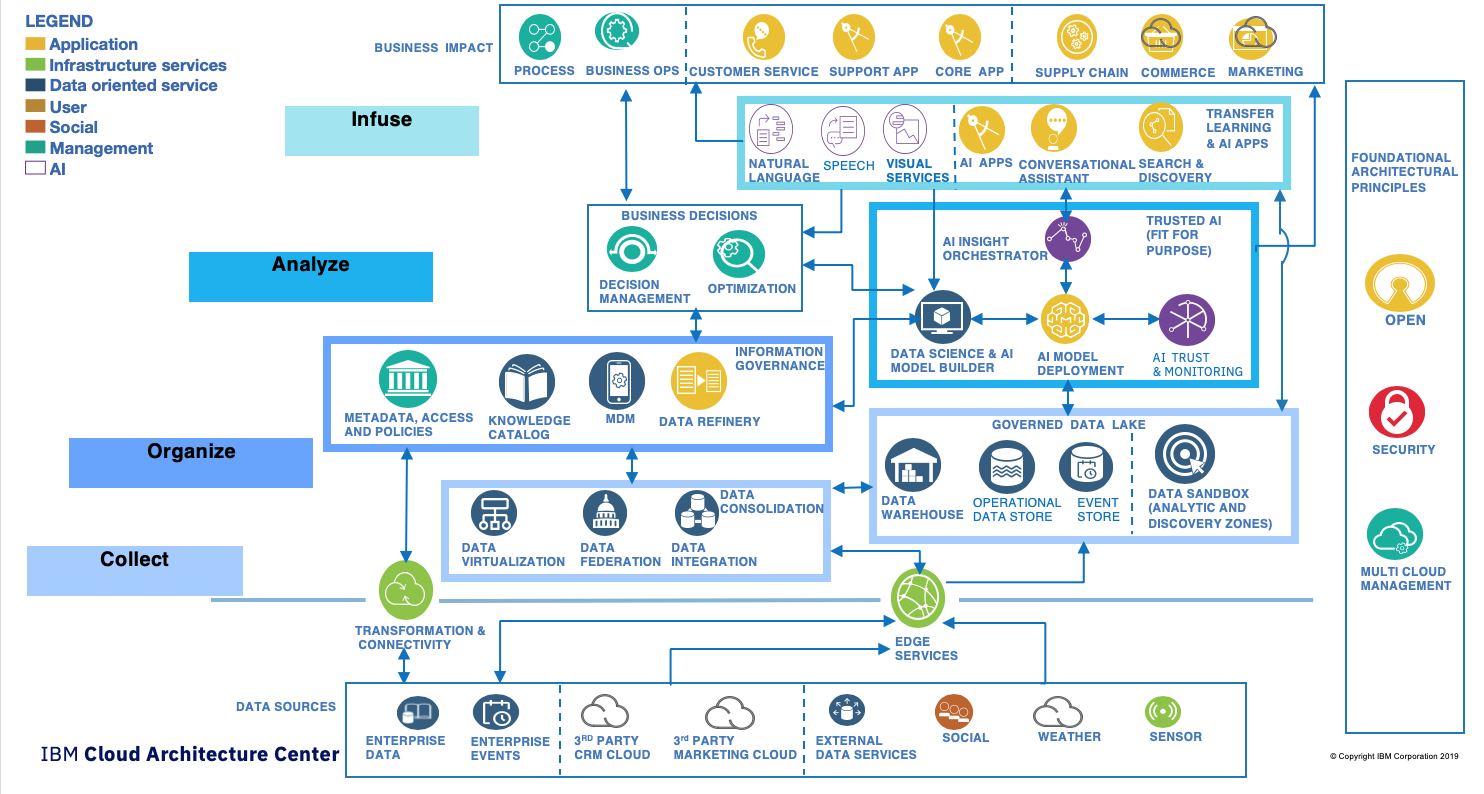 LEGEND
Application
Infrastructure services
Data oriented service
User
Social
Management
AI
BUSINESS IMPACT
PROCESS
BUSINESS OPS
CUSTOMER SERVICE
SUPPORT APP
CORE APP
SUPPLY CHAIN
COMMERCE
MARKETING
Infuse
NATURAL
LANGUAGE
SPEECH
VISUAL
SERVICES
AI APPS
CONVERSATIONAL
ASSISTANT
SEARCH &
DISCOVERY
TRANSFER
LEARNING
& AI APPS
Analyze
BUSINESS DECISIONS
DECISION
MANAGEMENT
OPTIMIZATION
AI INSIGHT
ORCHESTRATOR
TRUSTED AI
(FIT FOR
PURPOSE)
DATA SCIENCE & AI
MODEL BUILDER
AI MODEL
DEPLOYMENT
AI TRUST
& MONITORING
Organize
INFORMATION
GOVERNANCE
METADATA, ACCESS
AND POLICIES
KNOWLEDGE
CATALOG
MDM
DATA REFINERY
GOVERNED DATA LAKE
DATA
WAREHOUSE
OPERATIONAL
DATA STORE
EVENT
STORE
DATA SANDBOX
(ANALYTIC AND
DISCOVERY ZONES)
Collect
DATA
CONSOLIDATION
DATA
VIRTUALIZATION
DATA
FEDERATION
DATA
INTEGRATION
TRANSFORMATION &
CONNECTIVITY
EDGE
SERVICES
DATA SOURCES
ENTERPRISE
DATA
ENTERPRISE
EVENTS
3RD PARTY
CRM CLOUD
3rd PARTY
MARKETING CLOUD
EXTERNAL
DATA SERVICES
SOCIAL
WEATHER
SENSOR
IBM Cloud Architecture Center
FOUNDATIONAL
ARCHITECTURAL
PRINCIPLES
OPEN
SECURITY
MULTI CLOUD
MANAGEMENT
© Copyright IBM Corporation 2019